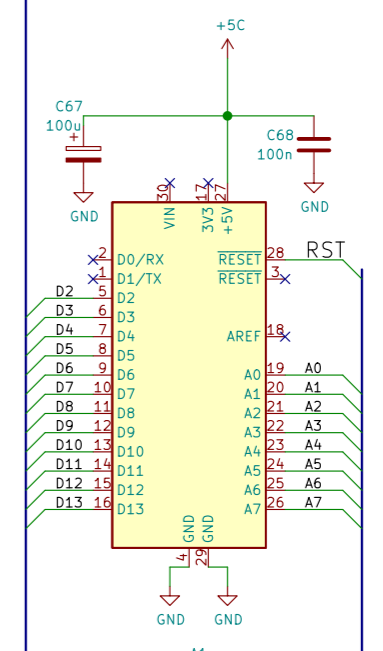 +5C
C67
100u
+
C68
100n
GND
GND
30
17
27
VIN
3V3
+5V
2 D0/RX
RESET 28 RST
1 D1/TX
RESET 3
D2 5 D2
D3 6 D3
D4 7 D4
AREF 18
D5 8 D5
D6 9 D6
A0 19 A0
D7 10 D7
A1 20 A1
D8 11 D8
A2 21 A2
D9 12 D9
A3 22 A3
D10 13 D10
A4 23 A4
D11 14 D11
A5 24 A5
D12 15 D12
A6 25 A6
D13 16 D13
A7 26 A7
GND
GND
4
29
GND
GND